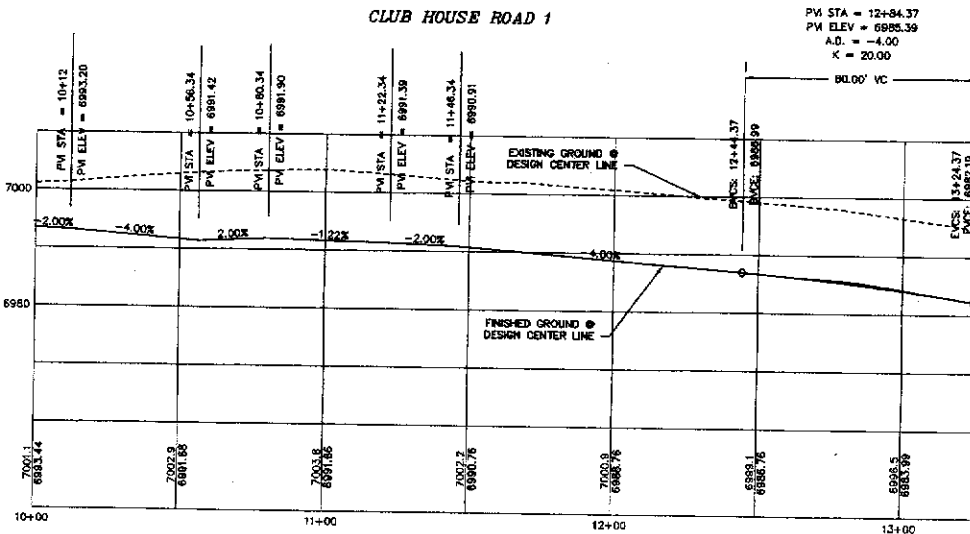 CLUB HOUSE ROAD 1
PVI STA = 12+84.37
PVI ELEV = 6985.39
A.D. = -4.00
K = 20.00
80.00' VC
PVI STA = 10+12
PVI ELEV = 6993.20
PVI STA = 10+56.34
PVI ELEV = 6991.42
PVI STA = 10+80.34
PVI ELEV = 6991.90
PVI STA = 11+22.34
PVI ELEV = 6991.39
PVI STA = 11+46.34
PVI ELEV = 6990.91
EXISTING GROUND @
DESIGN CENTER LINE
BVCS: 12+44.37
BVCE: 6986.99
EVCS: 13+24.37
7000
-2.00%
-4.00%
2.00%
-1.22%
-2.00%
4.00%
6980
FINISHED GROUND @
DESIGN CENTER LINE
7001.1
6993.44
7002.9
6991.68
7003.8
6991.66
7002.2
6990.76
7000.9
6988.76
6999.1
6986.76
6996.5
6983.99
10+00
11+00
12+00
13+00